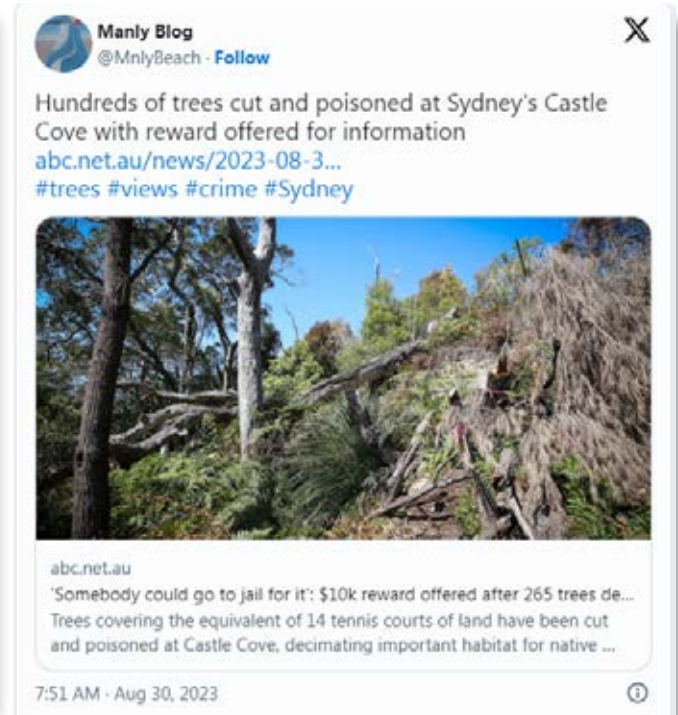 Manly Blog
@MnlyBeach · Follow
Hundreds of trees cut and poisoned at Sydney's Castle
Cove with reward offered for information
abc.net.au/news/2023-08-3...
#trees #views #crime #Sydney
abc.net.au
'Somebody could go to jail for it': $10k reward offered after 265 trees de...
Trees covering the equivalent of 14 tennis courts of land have been cut
and poisoned at Castle Cove, decimating important habitat for native ...
7:51 AM · Aug 30, 2023